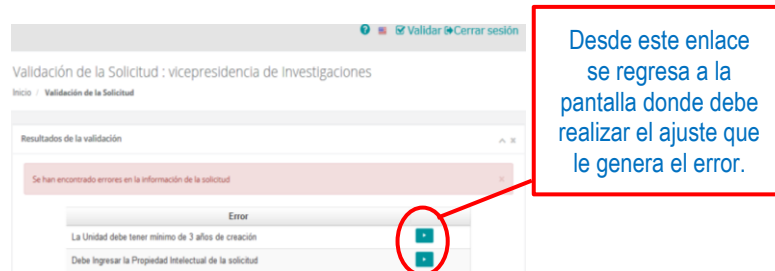 Validar Cerrar sesión
Validación de la Solicitud : vicepresidencia de Investigaciones
Inicio / Validación de la Solicitud
Resultados de la validación
Se han encontrado errores en la información de la solicitud
Error
La Unidad debe tener mínimo de 3 años de creación
Debe Ingresar la Propiedad Intelectual de la solicitud
Desde este enlace
se regresa a la
pantalla donde debe
realizar el ajuste que
le genera el error.